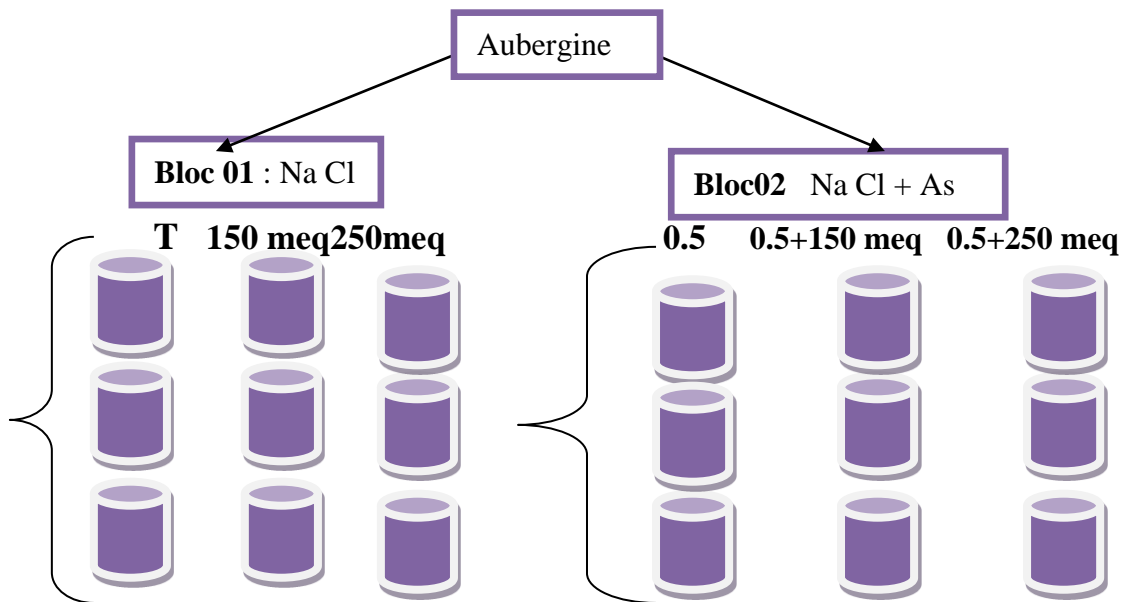 Aubergine
Bloc 01 : Na Cl
Bloc02 Na Cl + As
T 150 meq250meq
0.5 0.5+150 meq 0.5+250 meq